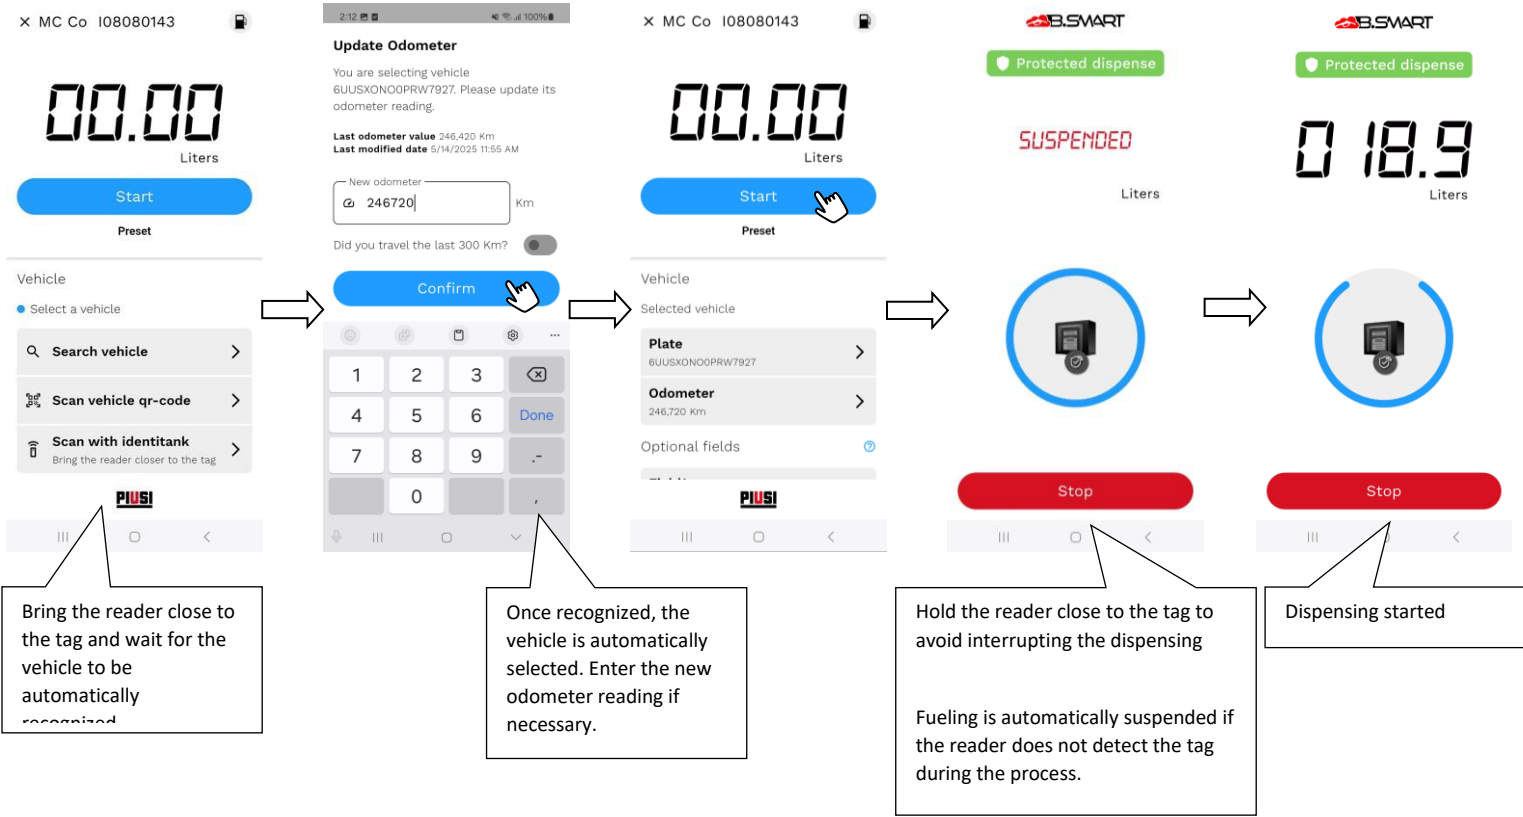 MC Co I08080143
00.00
Liters
Start
Preset
Vehicle
Select a vehicle
Search vehicle
Scan vehicle qr-code
Scan with identitank
Bring the reader closer to the tag
PIUSI
Bring the reader close to
the tag and wait for the
vehicle to be
automatically
recognized
2:12
100%
Update Odometer
You are selecting vehicle
6UUSXONO0PRW7927. Please update its
odometer reading.
Last odometer value 246,420 Km
Last modified date 5/14/2025 11:55 AM
New odometer
246720
Km
Did you travel the last 300 Km?
Confirm
1 2 3
4 5 6 Done
7 8 9 .-
0 ,
Once recognized, the
vehicle is automatically
selected. Enter the new
odometer reading if
necessary.
MC Co I08080143
00.00
Liters
Start
Preset
Vehicle
Selected vehicle
Plate
6UUSXONO0PRW7927
Odometer
246,720 Km
Optional fields
PIUSI
B.SMART
Protected dispense
SUSPENDED
Liters
Stop
Hold the reader close to the tag to
avoid interrupting the dispensing
Fueling is automatically suspended if
the reader does not detect the tag
during the process.
B.SMART
Protected dispense
018.9
Liters
Stop
Dispensing started